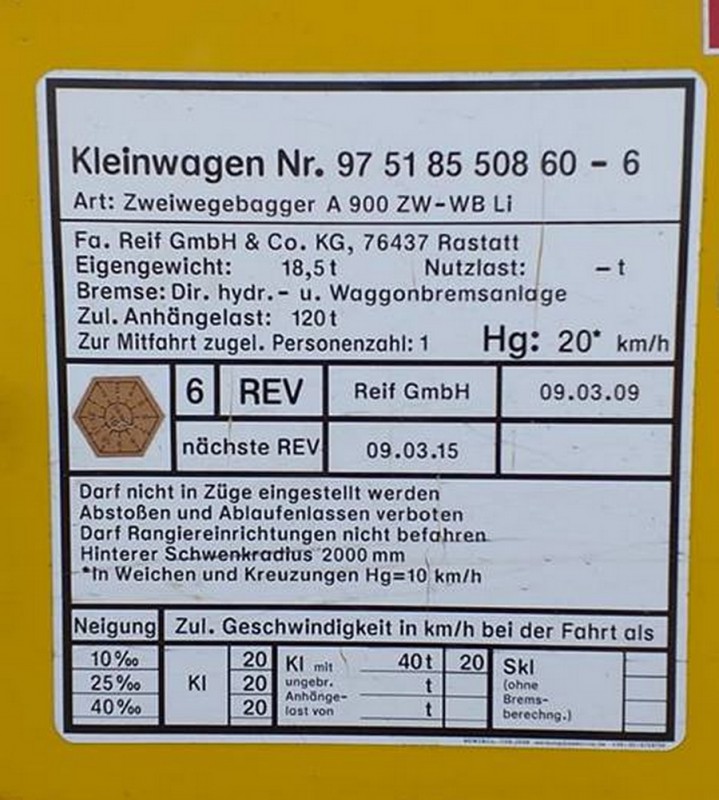 Kleinwagen Nr. 97 51 85 508 60 - 6
Art: Zweiwegebagger A 900 ZW-WB Li
Fa. Reif GmbH & Co. KG, 76437 Rastatt
Eigengewicht: 18,5 t Nutzlast: - t
Bremse: Dir. hydr.- u. Waggonbremsanlage
Zul. Anhängelast: 120 t
Zur Mitfahrt zugel. Personenzahl: 1 Hg: 20* km/h
6 REV Reif GmbH 09.03.09
nächste REV 09.03.15
Darf nicht in Züge eingestellt werden
Abstoßen und Ablaufenlassen verboten
Darf Rangiereinrichtungen nicht befahren
Hinterer Schwenkradius 2000 mm
*In Weichen und Kreuzungen Hg=10 km/h
Neigung Zul. Geschwindigkeit in km/h bei der Fahrt als
10‰ 20 Kl mit 40 t 20 Skl
25‰ Kl 20 ungebr. t (ohne
Anhänge- Brems-
40‰ 20 last von t berechng.)